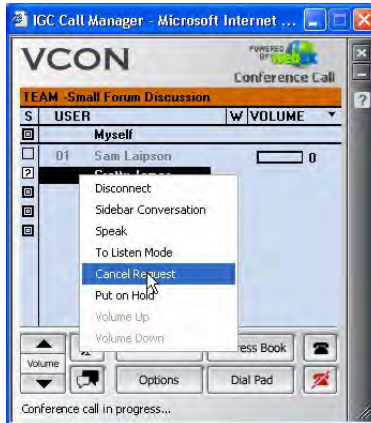 IGC Call Manager - Microsoft Internet ...
VCON
POWERED BY WebEx
Conference Call
TEAM -Small Forum Discussion
S USER W VOLUME
Myself
01 Sam Laipson 0
?
Disconnect
Sidebar Conversation
Speak
To Listen Mode
Cancel Request
Put on Hold
Volume Up
Volume Down
Volume
Options
Dial Pad
Conference call in progress...